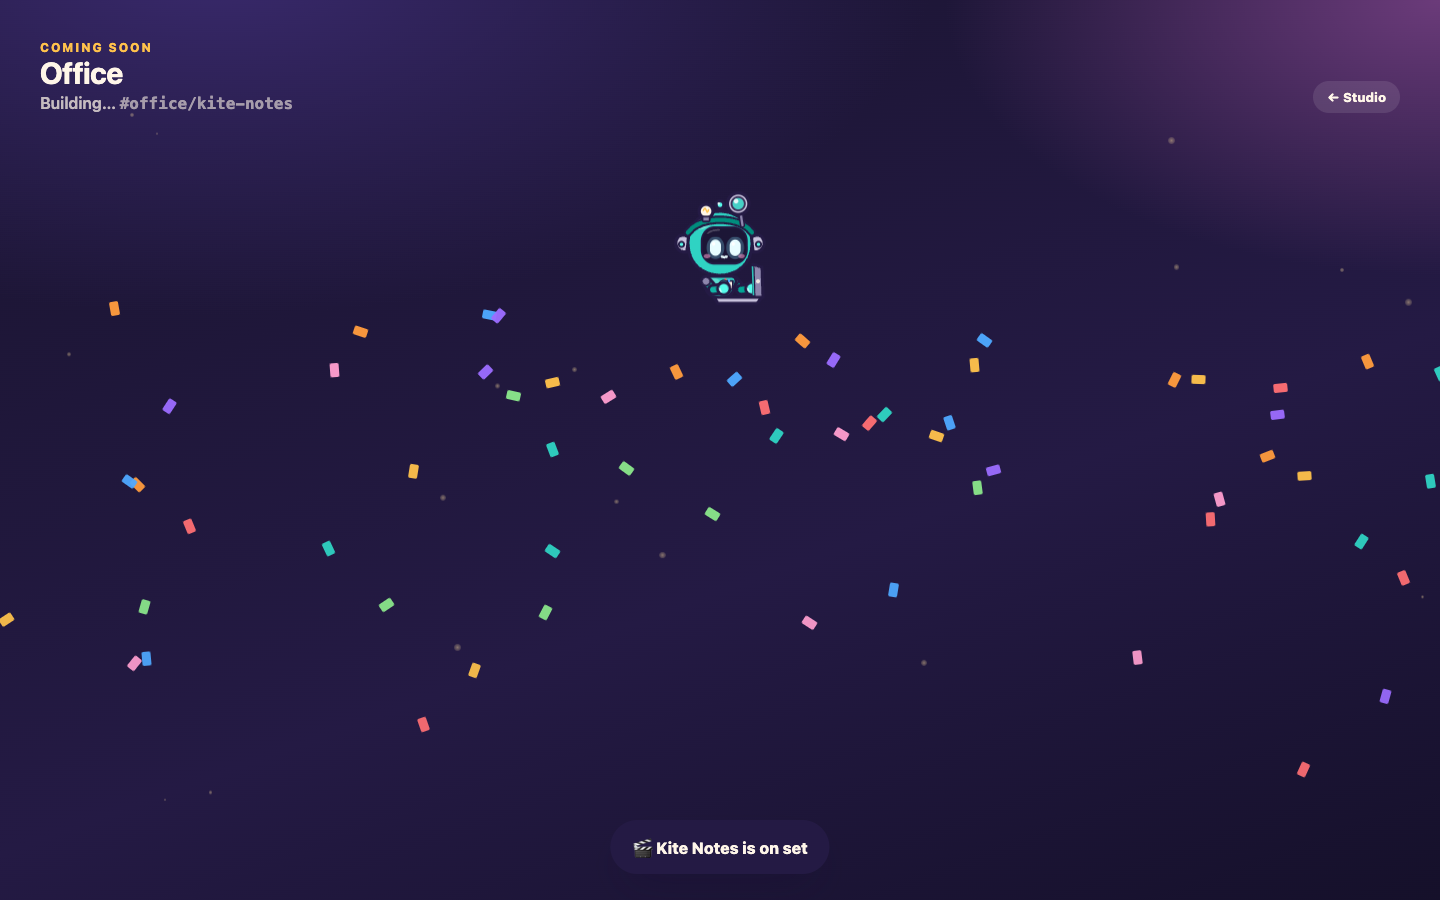 COMING SOON
Office
Building... #office/kite-notes
← Studio
🎬 Kite Notes is on set